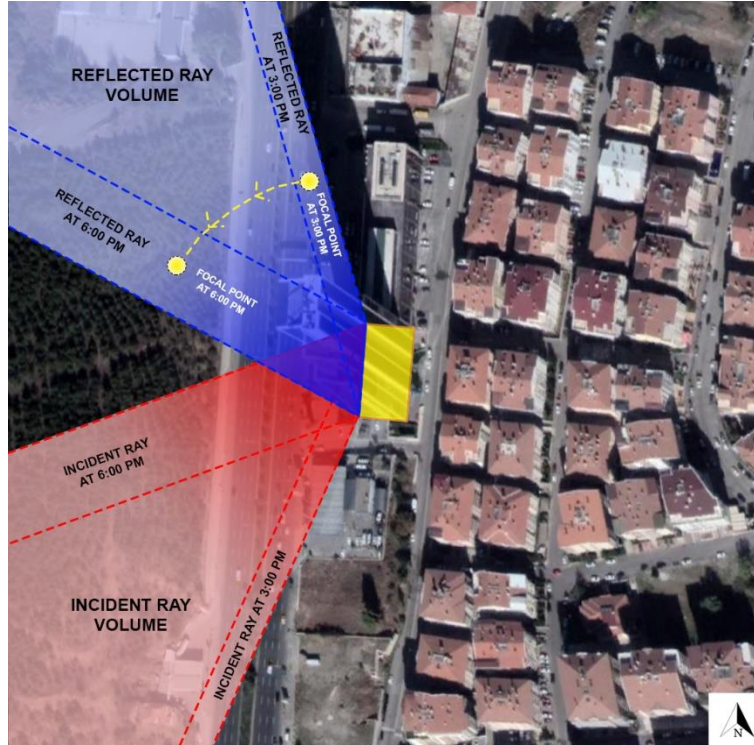 REFLECTED RAY
VOLUME
REFLECTED RAY
AT 3:00 PM
REFLECTED RAY
AT 6:00 PM
FOCAL POINT
AT 3:00 PM
FOCAL POINT
AT 6:00 PM
INCIDENT RAY
AT 6:00 PM
INCIDENT RAY AT 3:00 PM
INCIDENT RAY
VOLUME
N